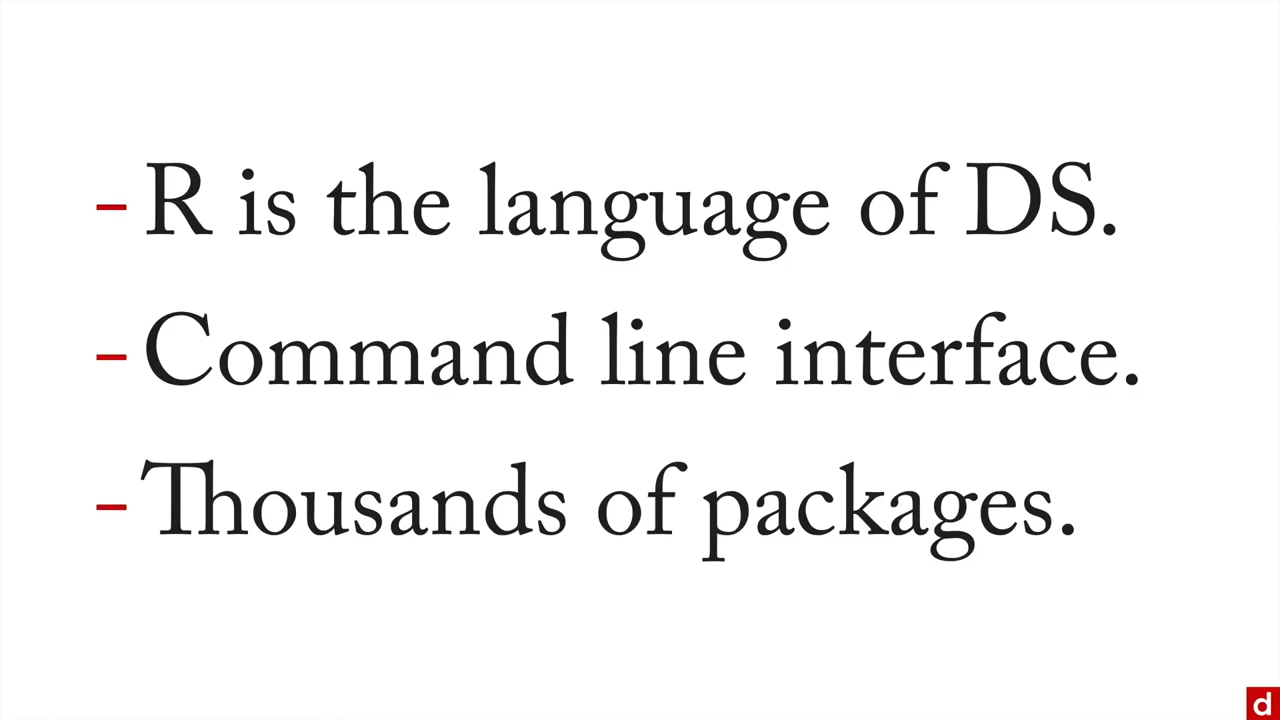 - R is the language of DS.
- Command line interface.
- Thousands of packages.
d